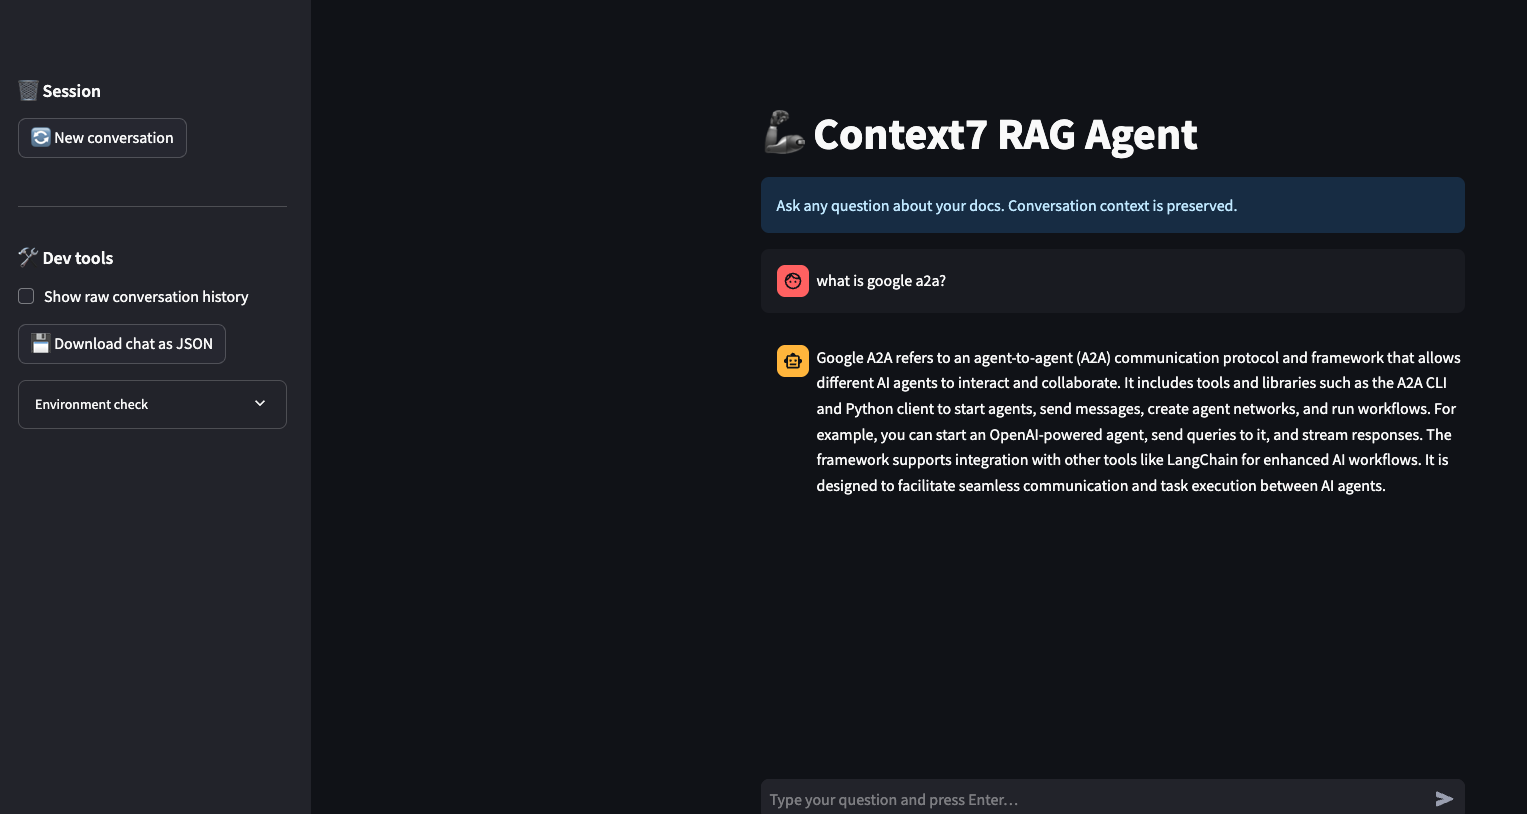 Session
New conversation
Dev tools
Show raw conversation history
Download chat as JSON
Environment check
Context7 RAG Agent
Ask any question about your docs. Conversation context is preserved.
what is google a2a?
Google A2A refers to an agent-to-agent (A2A) communication protocol and framework that allows
different AI agents to interact and collaborate. It includes tools and libraries such as the A2A CLI
and Python client to start agents, send messages, create agent networks, and run workflows. For
example, you can start an OpenAI-powered agent, send queries to it, and stream responses. The
framework supports integration with other tools like LangChain for enhanced AI workflows. It is
designed to facilitate seamless communication and task execution between AI agents.
Type your question and press Enter…